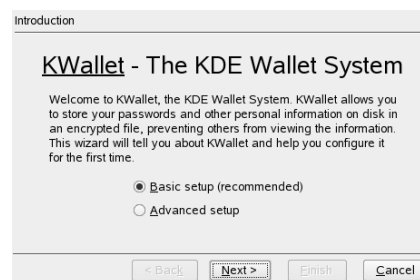 Introduction
KWallet - The KDE Wallet System
Welcome to KWallet, the KDE Wallet System. KWallet allows you
to store your passwords and other personal information on disk in
an encrypted file, preventing others from viewing the information.
This wizard will tell you about KWallet and help you configure it
for the first time.
Basic setup (recommended)
Advanced setup
< Back Next > Finish Cancel